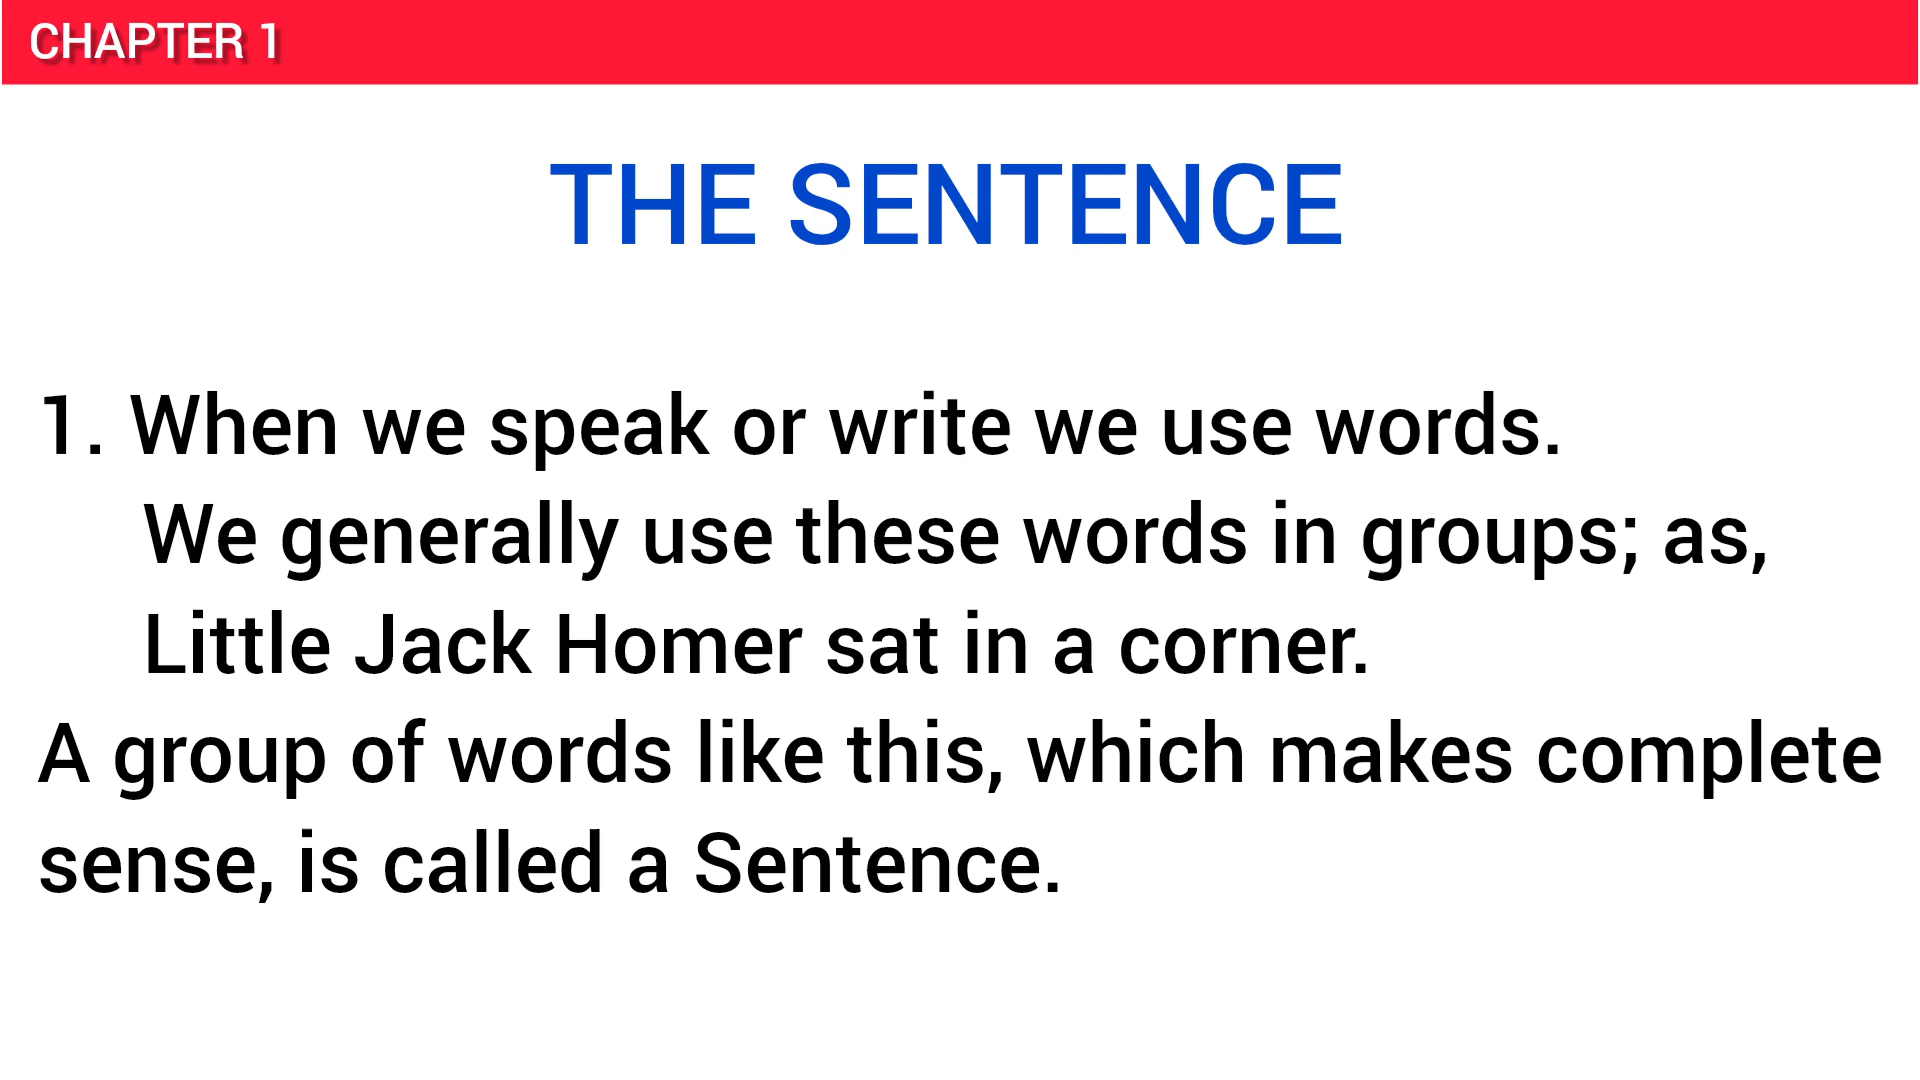 CHAPTER 1
THE SENTENCE
1. When we speak or write we use words.
We generally use these words in groups; as,
Little Jack Homer sat in a corner.
A group of words like this, which makes complete
sense, is called a Sentence.